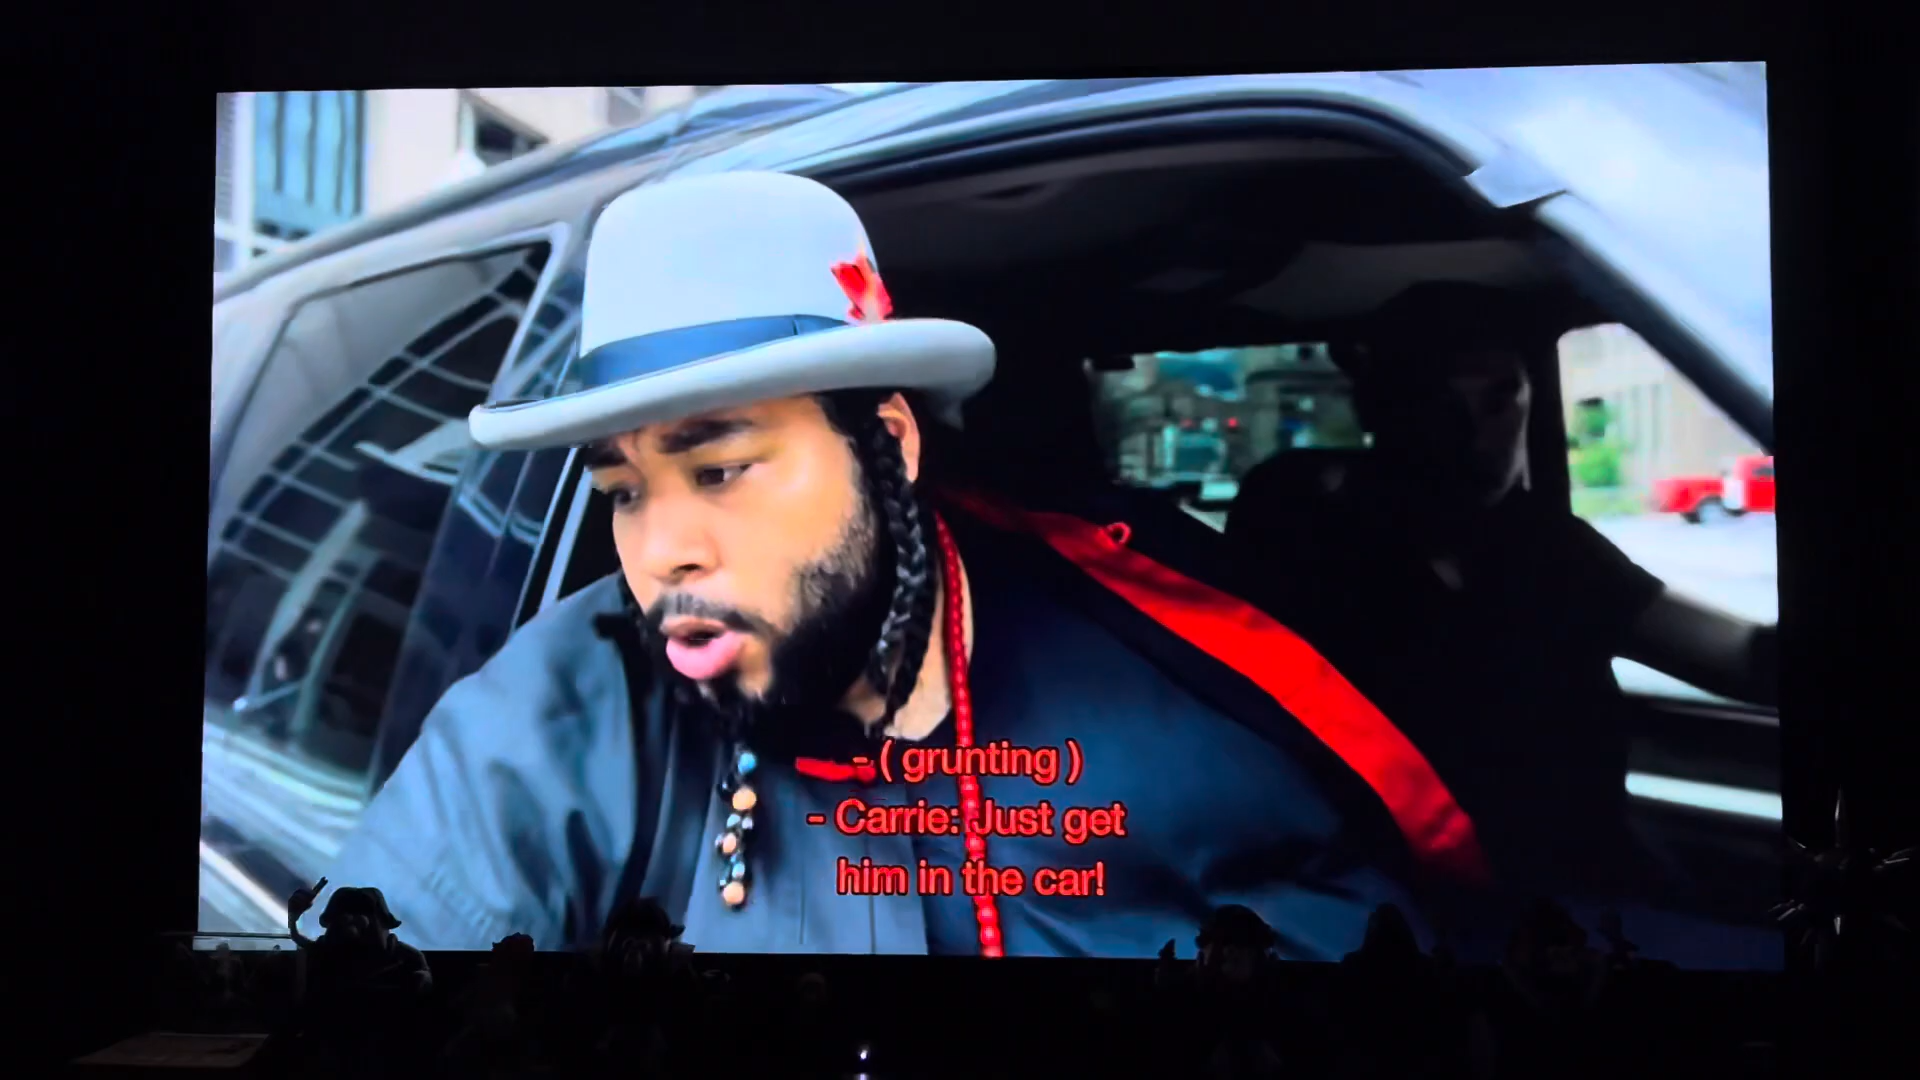 - ( grunting )
- Carrie: Just get
him in the car!